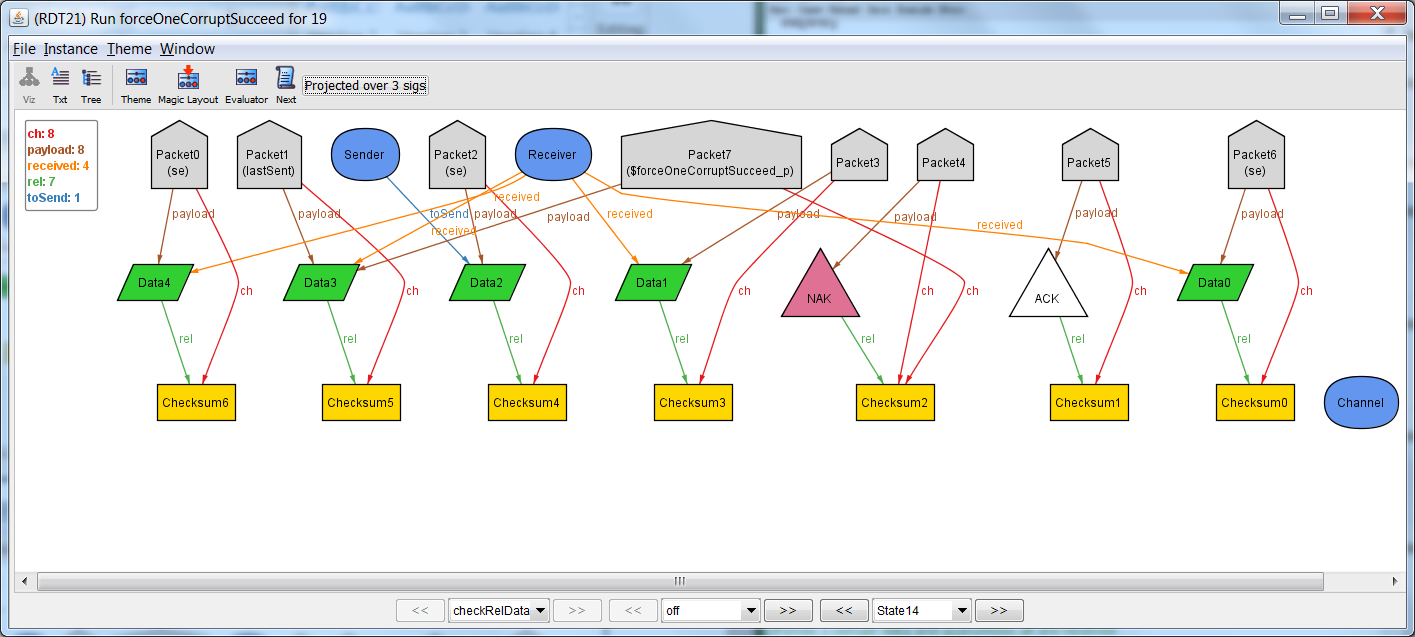 (RDT21) Run forceOneCorruptSucceed for 19
File Instance Theme Window
Viz Txt Tree Theme Magic Layout Evaluator Next Projected over 3 sigs
ch: 8
payload: 8
received: 4
rel: 7
toSend: 1
Packet0
(se)
Packet1
(lastSent)
Sender
Packet2
(se)
Receiver
Packet7
($forceOneCorruptSucceed_p)
Packet3
Packet4
Packet5
Packet6
(se)
received
payload payload toSend payload payload received payload payload payload payload
received received
Data4 Data3 Data2 Data1 NAK ACK Data0
ch ch ch ch ch ch ch ch
rel rel rel rel rel rel rel
Checksum6 Checksum5 Checksum4 Checksum3 Checksum2 Checksum1 Checksum0 Channel
<< checkRelData >> << off >> << State14 >>